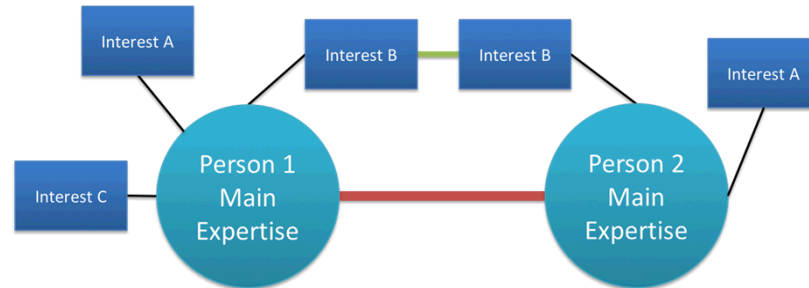 Interest A
Interest B
Interest B
Interest A
Interest C
Person 1
Main
Expertise
Person 2
Main
Expertise